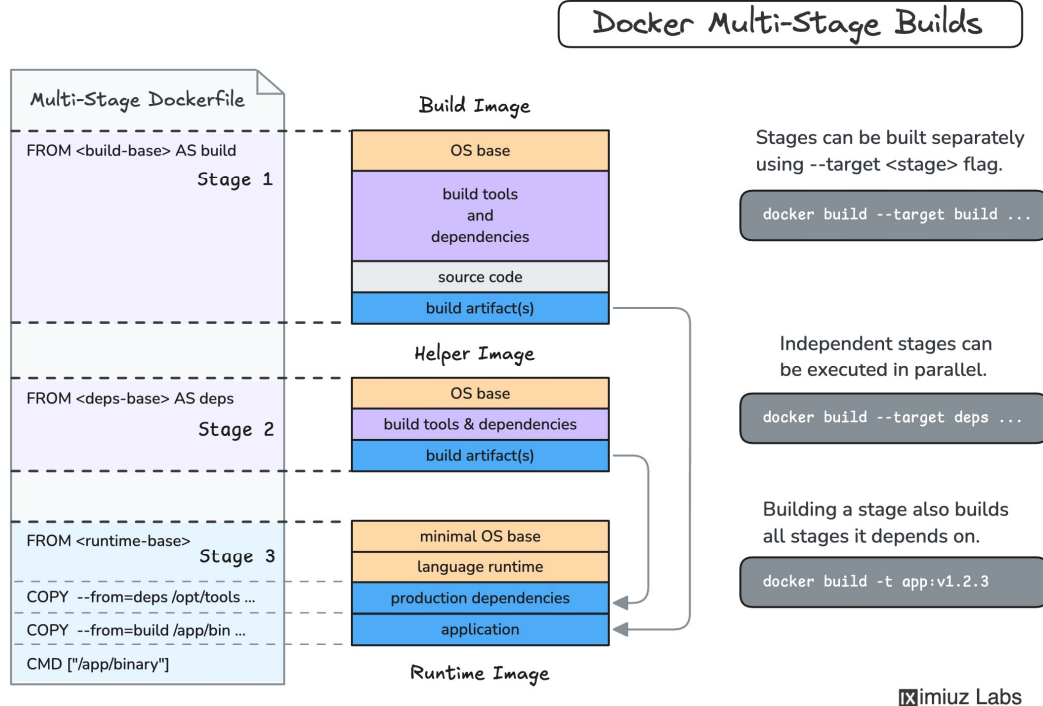 Docker Multi-Stage Builds
Multi-Stage Dockerfile
FROM <build-base> AS build
Stage 1
FROM <deps-base> AS deps
Stage 2
FROM <runtime-base>
Stage 3
COPY --from=deps /opt/tools ...
COPY --from=build /app/bin ...
CMD ["/app/binary"]
Build Image
OS base
build tools
and
dependencies
source code
build artifact(s)
Helper Image
OS base
build tools & dependencies
build artifact(s)
minimal OS base
language runtime
production dependencies
application
Runtime Image
Stages can be built separately
using --target <stage> flag.
docker build --target build ...
Independent stages can
be executed in parallel.
docker build --target deps ...
Building a stage also builds
all stages it depends on.
docker build -t app:v1.2.3
iximiuz Labs